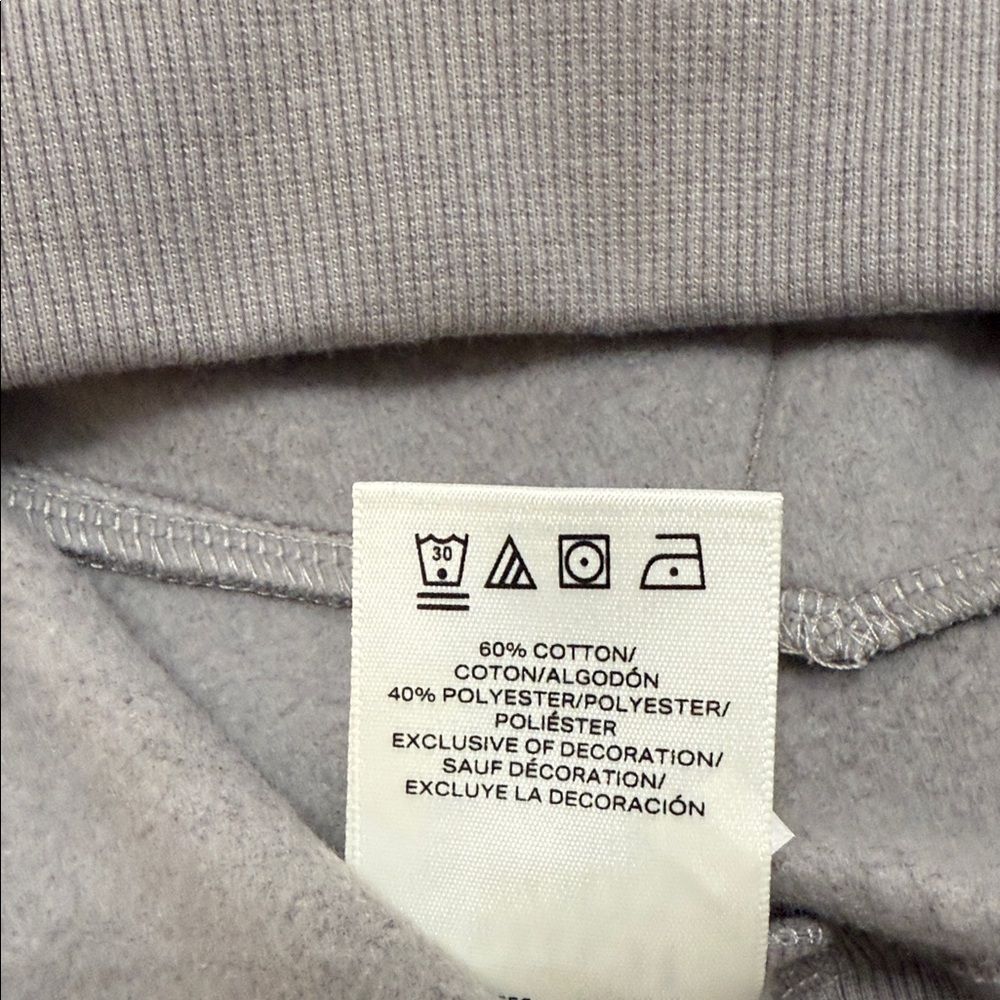 30
60% COTTON/
COTON/ALGODÓN
40% POLYESTER/POLYESTER/
POLIÉSTER
EXCLUSIVE OF DECORATION/
SAUF DÉCORATION/
EXCLUYE LA DECORACIÓN